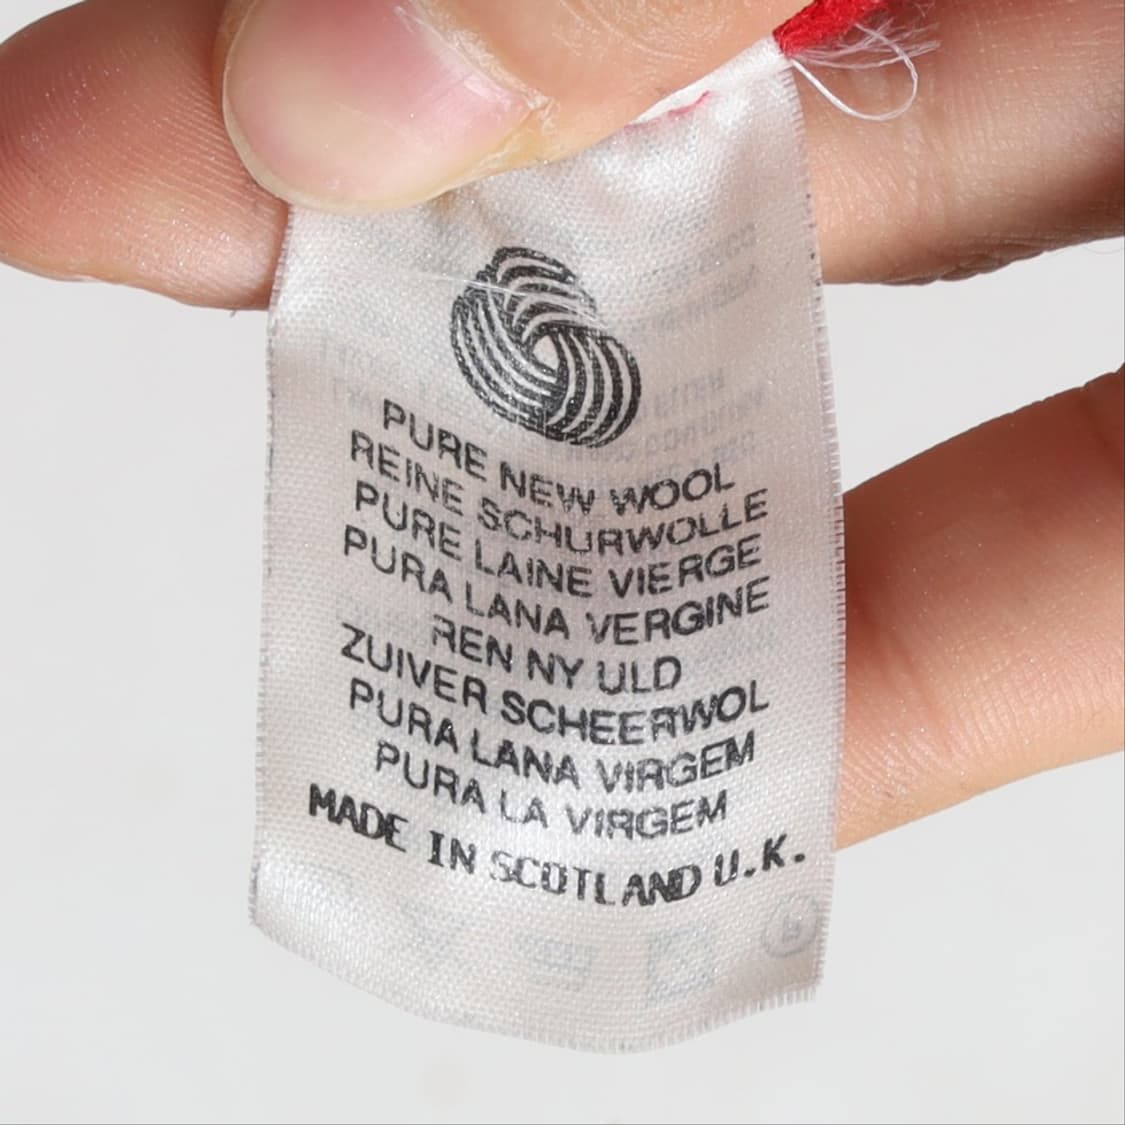 PURE NEW WOOL
REINE SCHURWOLLE
PURE LAINE VIERGE
PURA LANA VERGINE
REN NY ULD
ZUIVER SCHEERWOL
PURA LANA VIRGEM
PURA LA VIRGEM
MADE IN SCOTLAND U.K.